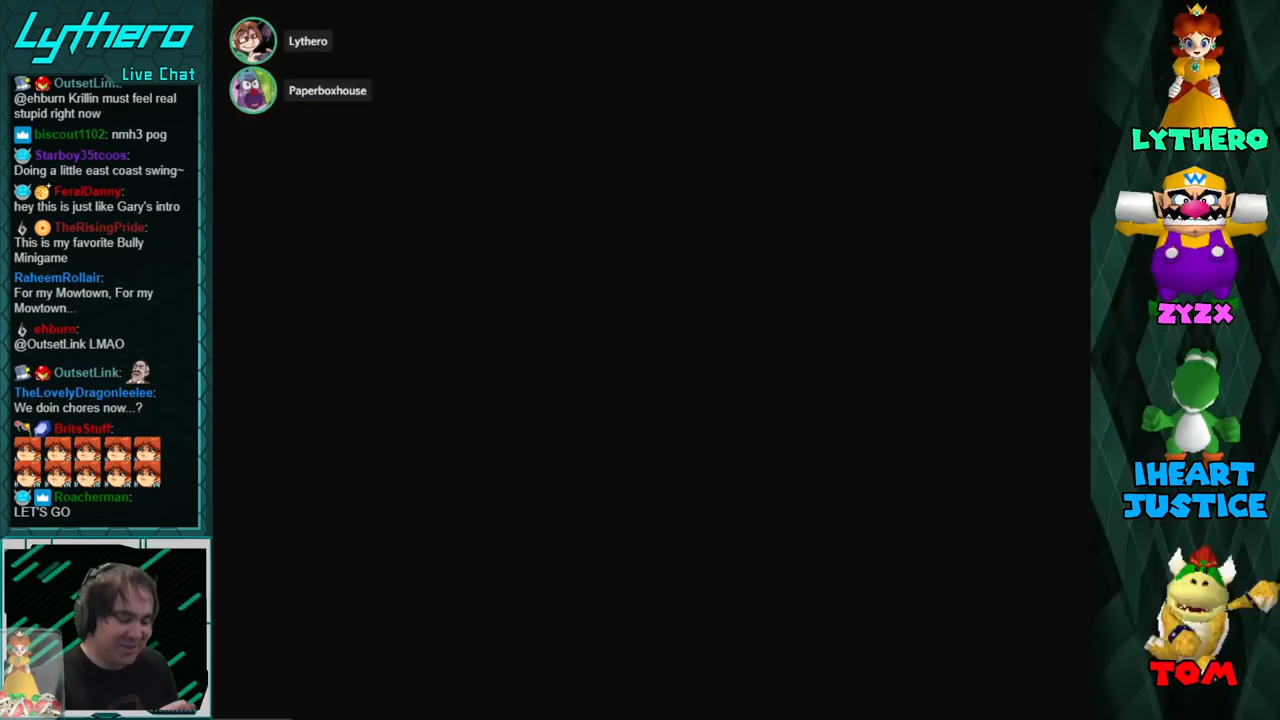 Lythero
Live Chat
OutsetLink:
@ehburn Krillin must feel real
stupid right now
biscout1102: nmh3 pog
Starboy35tcoos:
Doing a little east coast swing~
FeralDanny:
hey this is just like Gary's intro
TheRisingPride:
This is my favorite Bully
Minigame
RaheemRollair:
For my Mowtown, For my
Mowtown...
ehburn:
@OutsetLink LMAO
OutsetLink:
TheLovelyDragonleelee:
We doin chores now...?
BritsStuff:
Roacherman:
LET'S GO
Lythero
Paperboxhouse
LYTHERO
W
ZYZX
IHEART
JUSTICE
TOM